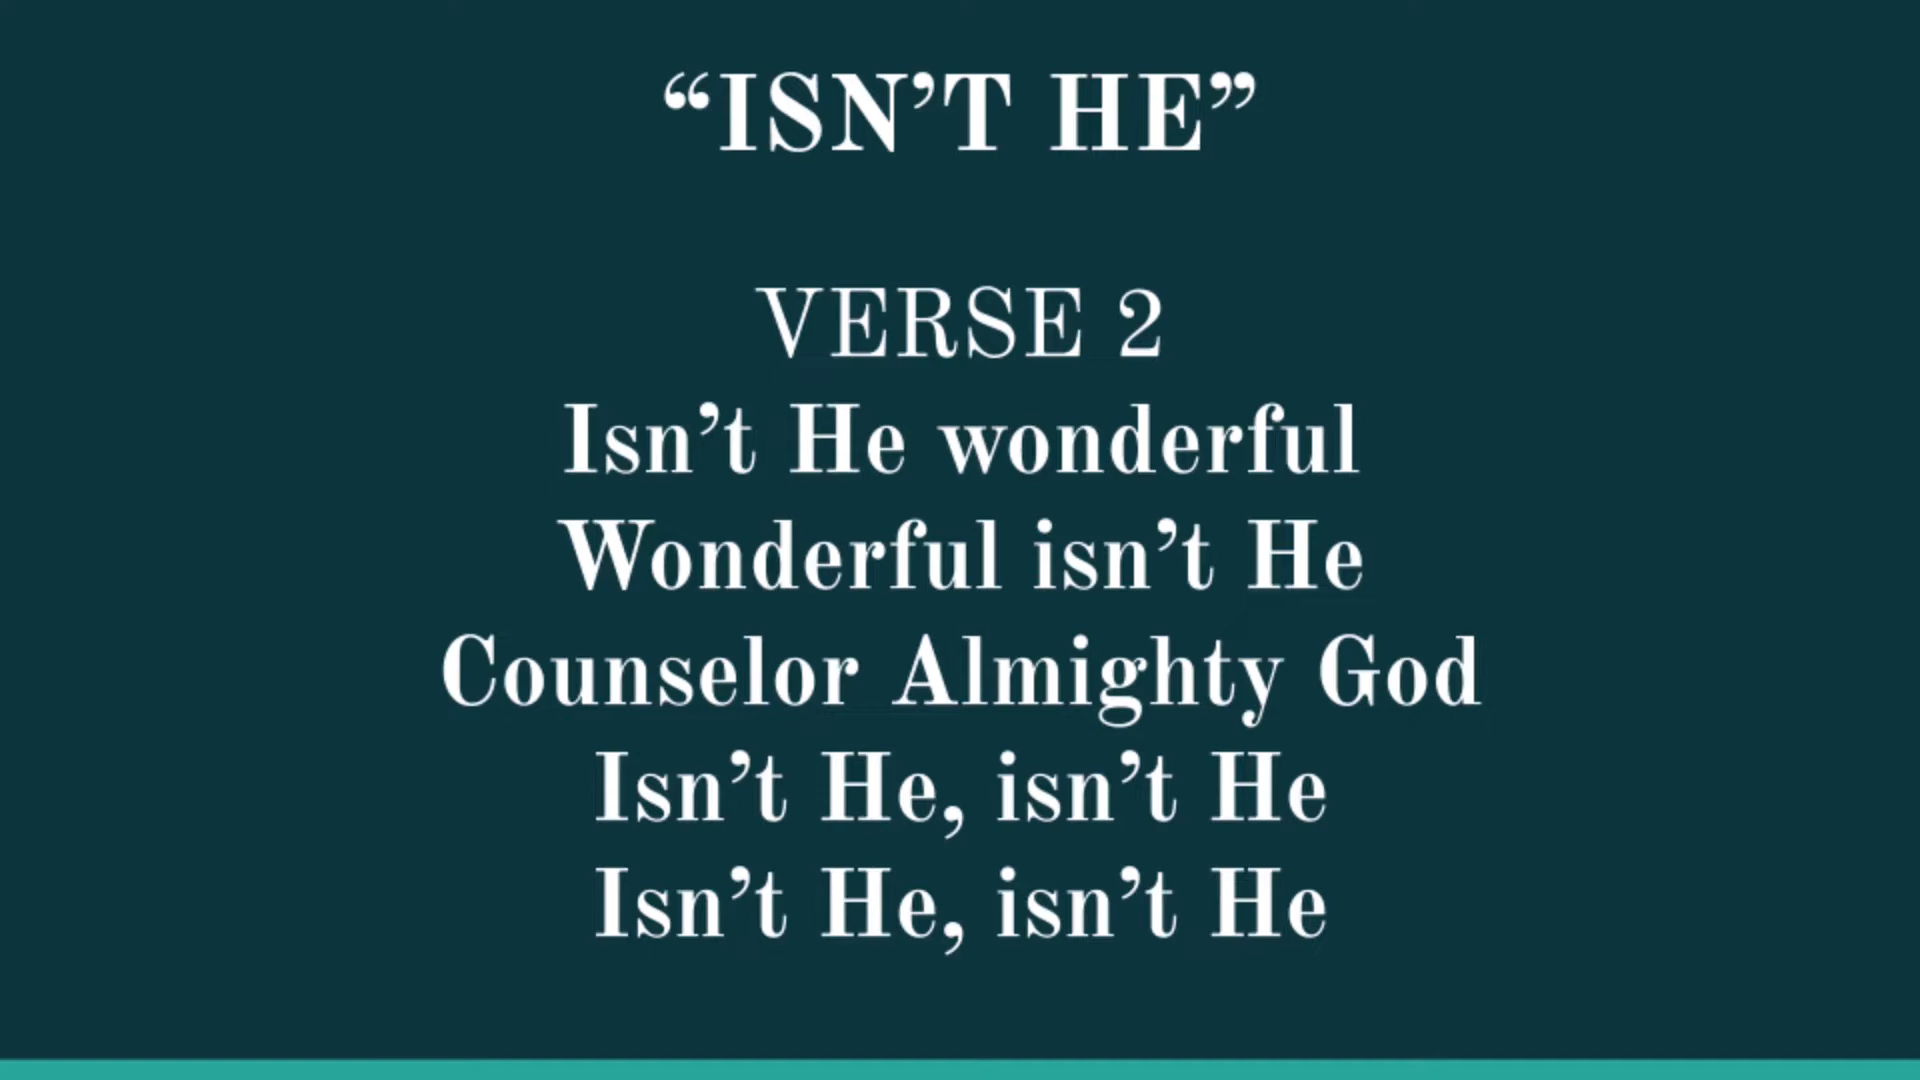 “ISN’T HE”
VERSE 2
Isn’t He wonderful
Wonderful isn’t He
Counselor Almighty God
Isn’t He, isn’t He
Isn’t He, isn’t He